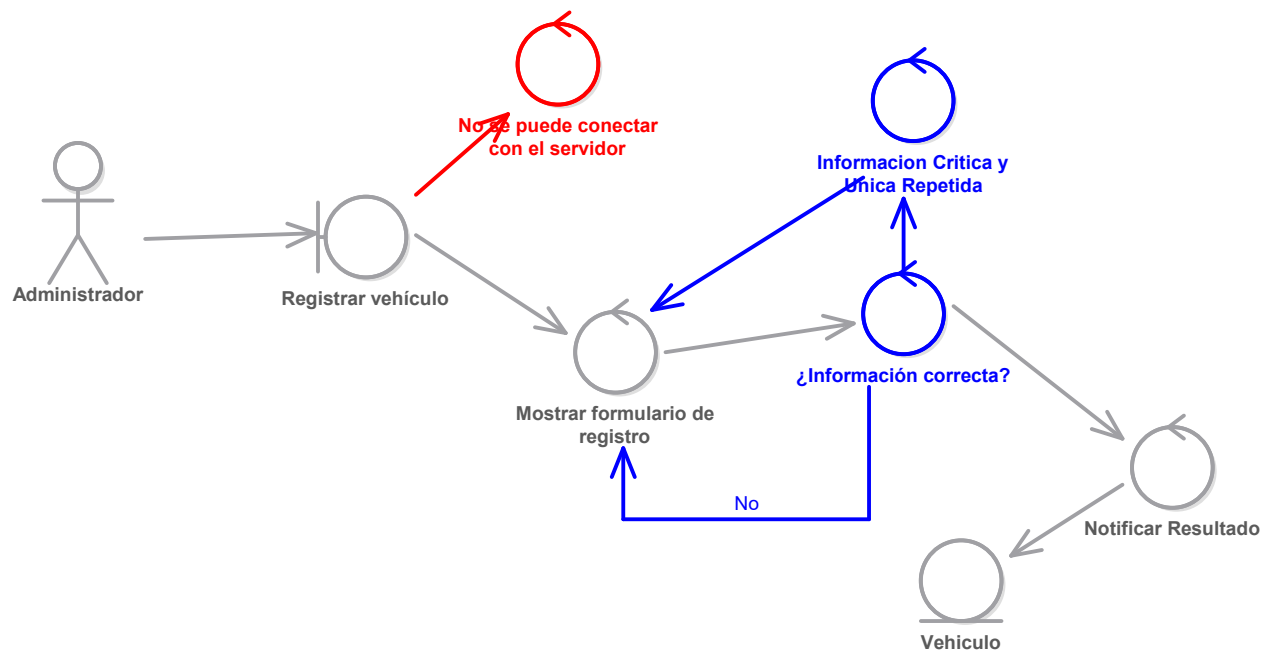 No se puede conectar
con el servidor
Informacion Critica y
Unica Repetida
Administrador
Registrar vehículo
¿Información correcta?
Mostrar formulario de
registro
No
Notificar Resultado
Vehiculo